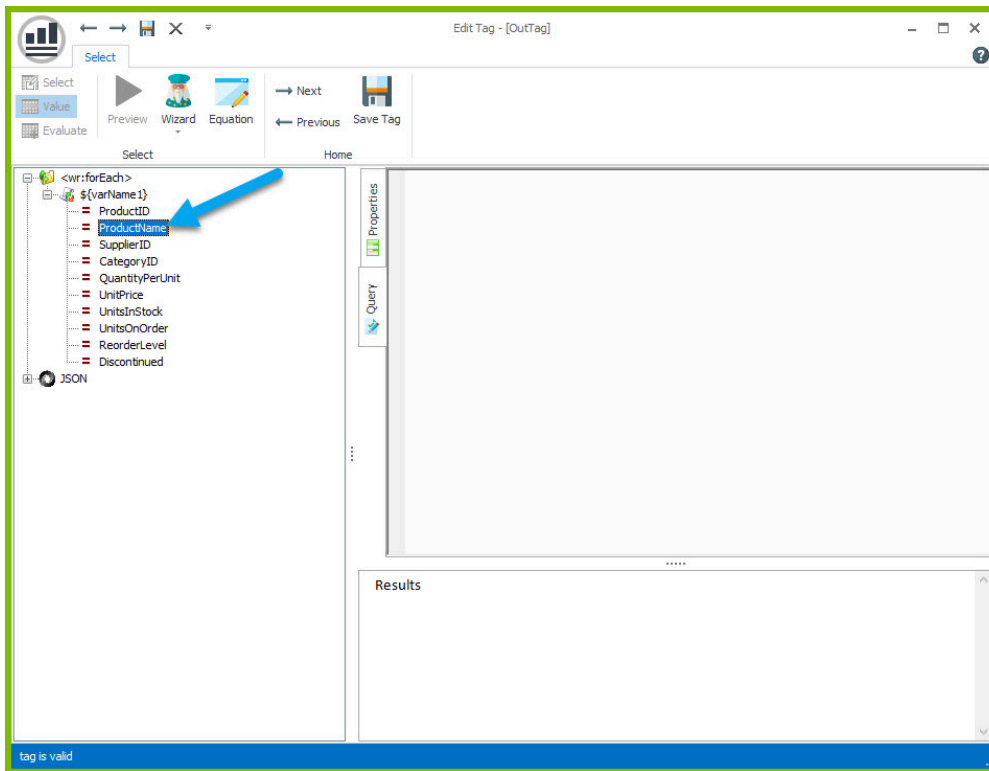 Edit Tag - [OutTag]
Select
Select
Value
Evaluate
Preview
Wizard
Equation
Next
Previous
Save Tag
Select
Home
<wr:forEach>
${varName1}
ProductID
ProductName
SupplierID
CategoryID
QuantityPerUnit
UnitPrice
UnitsInStock
UnitsOnOrder
ReorderLevel
Discontinued
JSON
Properties
Query
Results
tag is valid